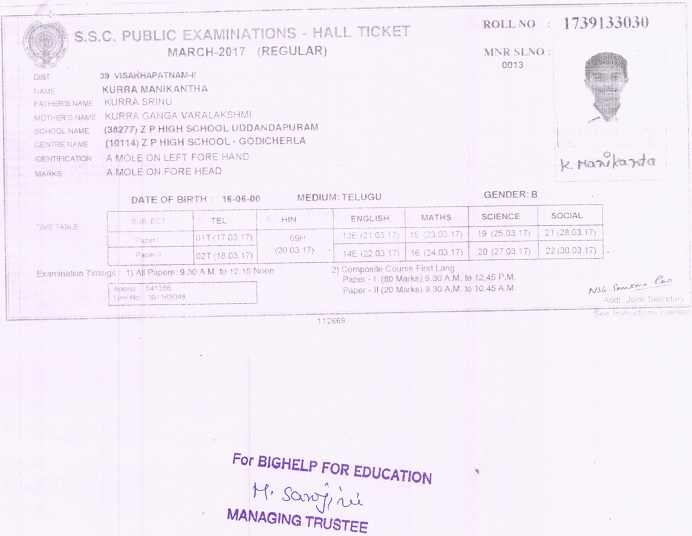 S.S.C. PUBLIC EXAMINATIONS - HALL TICKET
MARCH-2017 (REGULAR)
ROLL NO : 1739133030
MNR SLNO :
0013
DIST 39 VISAKHAPATNAM-II
NAME KURRA MANIKANTHA
FATHER'S NAME KURRA SRINU
MOTHER'S NAME KURRA GANGA VARALAKSHMI
SCHOOL NAME (38277) Z P HIGH SCHOOL UDDANDAPURAM
CENTRE NAME (10114) Z P HIGH SCHOOL - GODICHERLA
IDENTIFICATION A MOLE ON LEFT FORE HAND
MARKS A MOLE ON FORE HEAD
K. Manikanta
DATE OF BIRTH : 16-06-00 MEDIUM: TELUGU GENDER: B
TIME TABLE
SUBJECT TEL HIN ENGLISH MATHS SCIENCE SOCIAL
Paper-I 01T (17.03.17) 09H (20.03.17) 13E (21.03.17) 15 (23.03.17) 19 (25.03.17) 21 (28.03.17)
Paper-II 02T (18.03.17) 14E (22.03.17) 16 (24.03.17) 20 (27.03.17) 22 (30.03.17)
Examination Timings 1) All Papers: 9.30 A.M. to 12.15 Noon 2) Composite Course First Lang.
Paper - I (80 Marks) 9.30 A.M. to 12.45 P.M.
Paper - II (20 Marks) 9.30 A.M. to 10.45 A.M.
Addl. Joint Secretary
See Instructions overleaf
112669
For BIGHELP FOR EDUCATION
M. Sarojini
MANAGING TRUSTEE